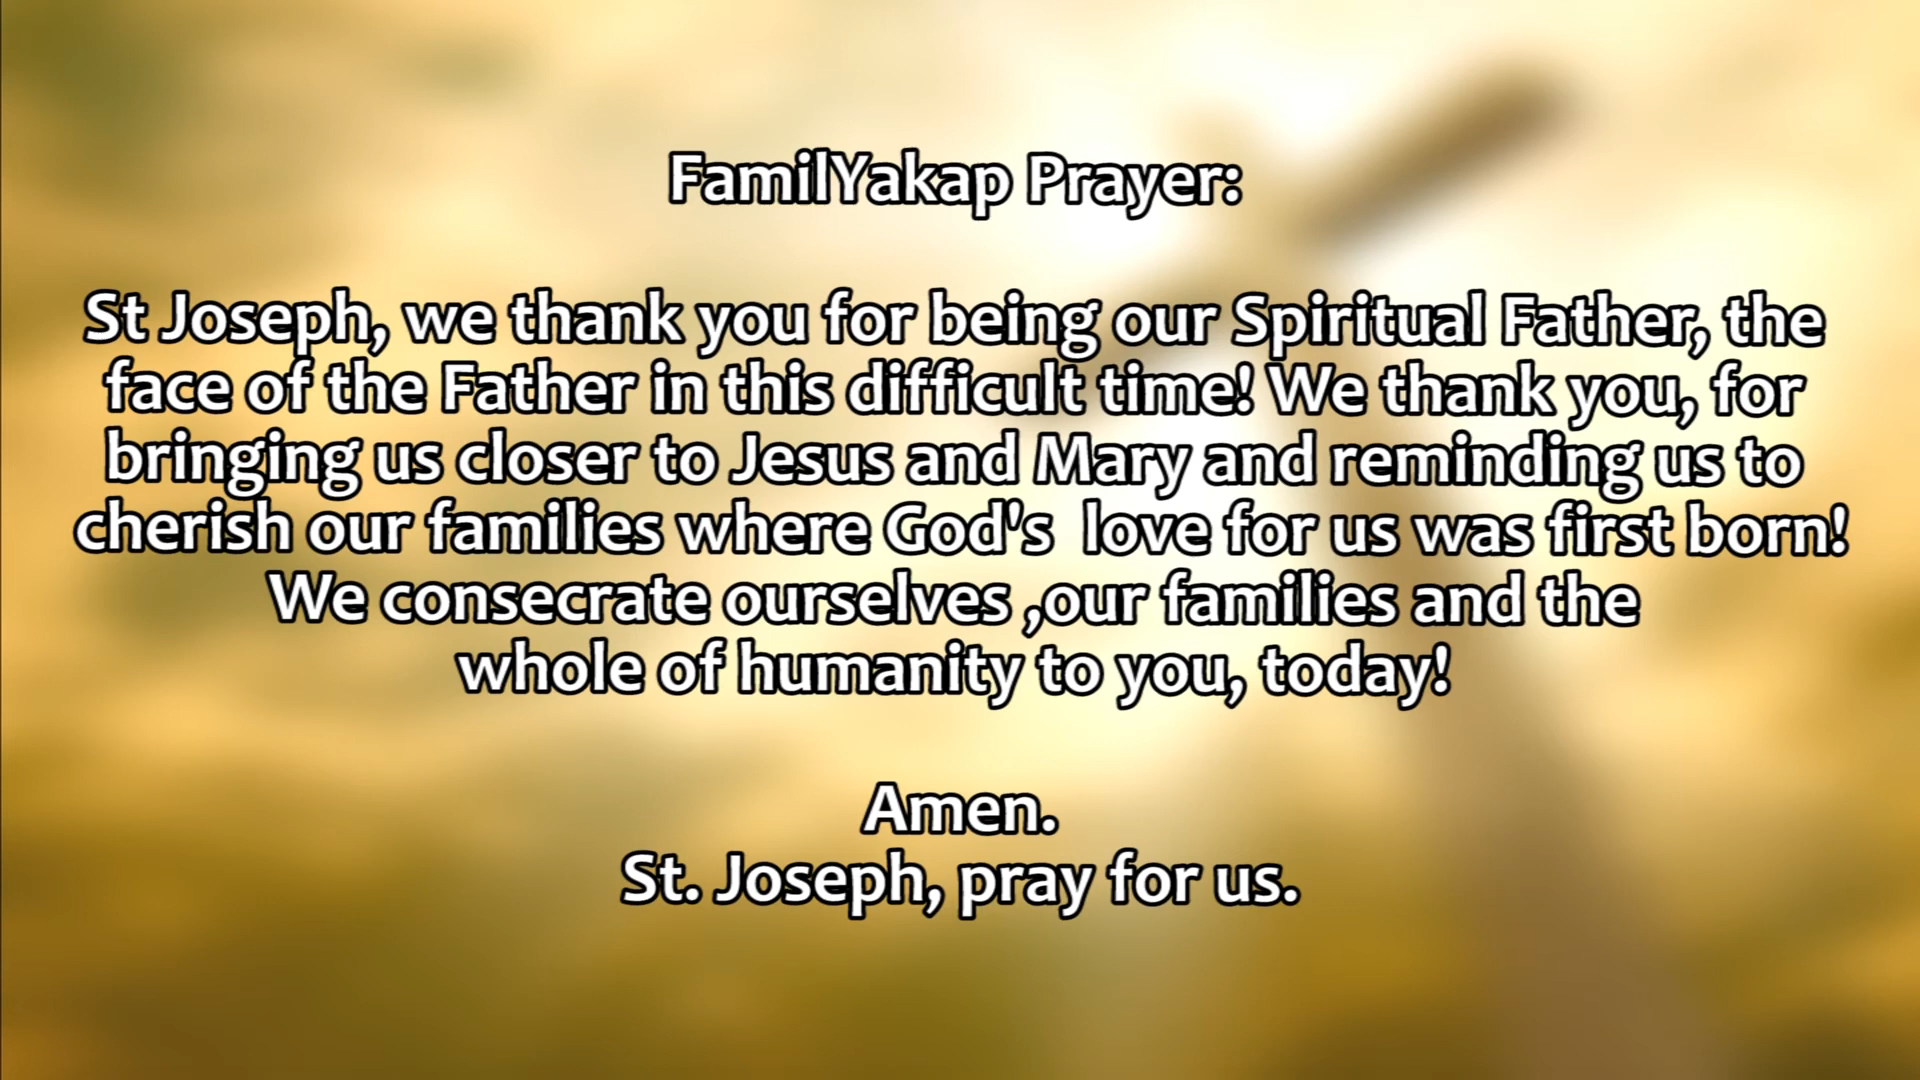 FamilYakap Prayer:
St Joseph, we thank you for being our Spiritual Father, the
face of the Father in this difficult time! We thank you, for
bringing us closer to Jesus and Mary and reminding us to
cherish our families where God's  love for us was first born!
We consecrate ourselves ,our families and the
whole of humanity to you, today!
Amen.
St. Joseph, pray for us.